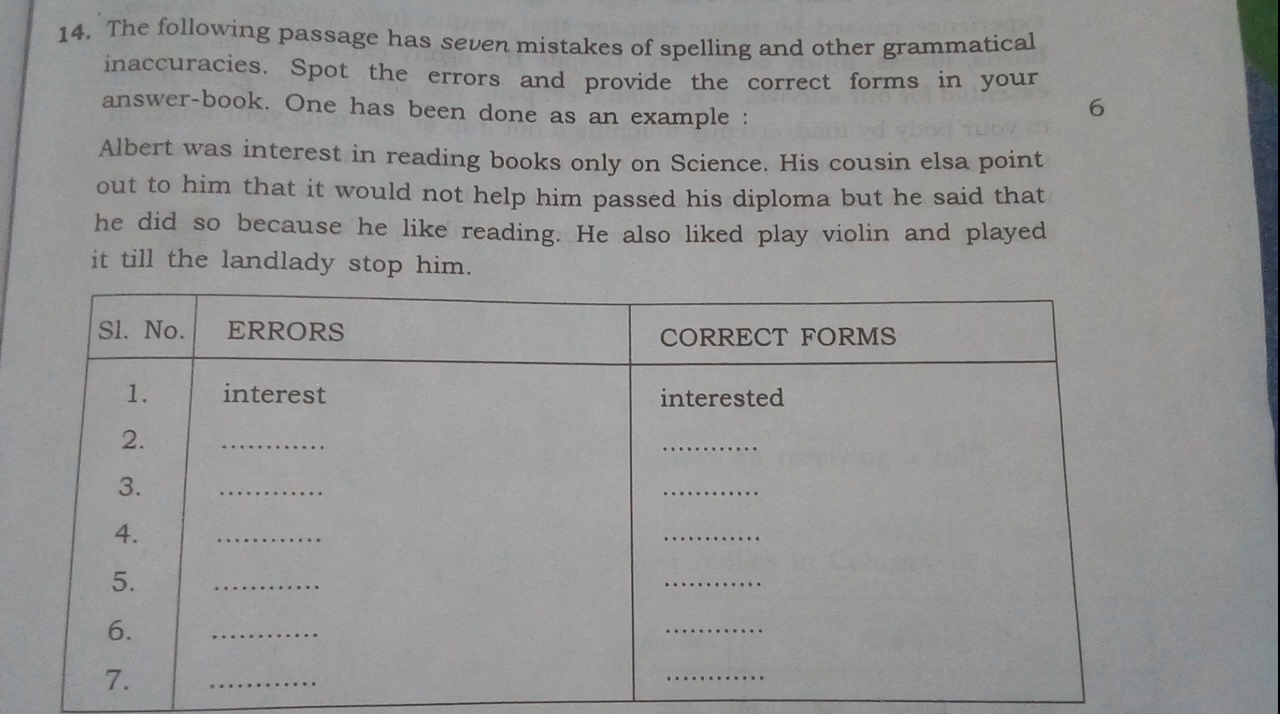 14. The following passage has seven mistakes of spelling and other grammatical
inaccuracies. Spot the errors and provide the correct forms in your
answer-book. One has been done as an example : 6
Albert was interest in reading books only on Science. His cousin elsa point
out to him that it would not help him passed his diploma but he said that
he did so because he like reading. He also liked play violin and played
it till the landlady stop him.
Sl. No. ERRORS CORRECT FORMS
1. interest interested
2. ............ ............
3. ............ ............
4. ............ ............
5. ............ ............
6. ............ ............
7. ............ ............